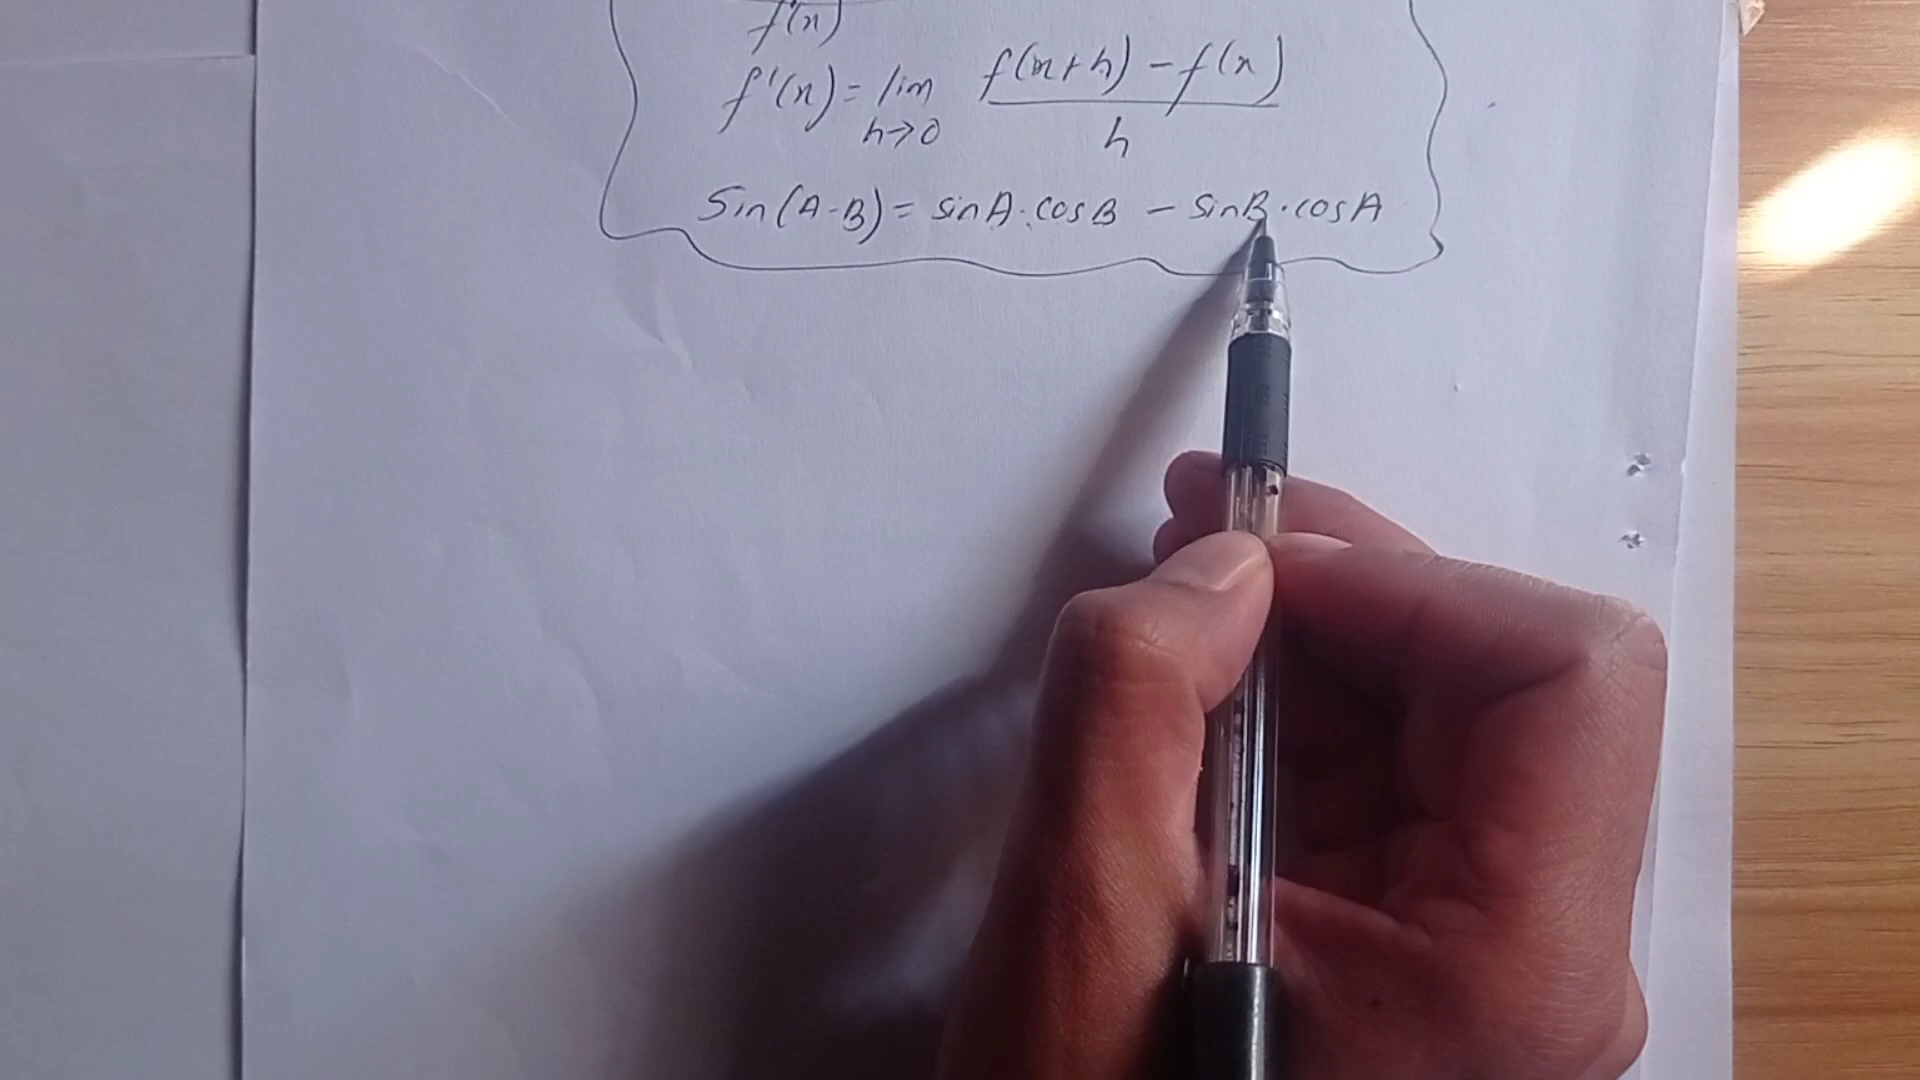 f'(x)
f'(x) = lim h→0 f(x+h) - f(x) / h
Sin(A-B) = sinA·cosB - sinB·cosA